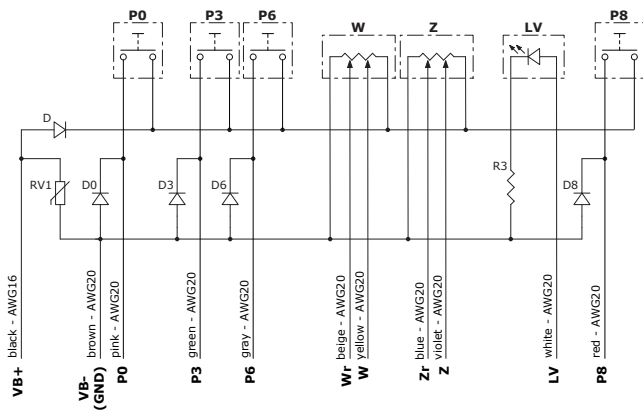 P0
P3
P6
W
Z
LV
P8
D
RV1
D0
D3
D6
R3
D8
black - AWG16
brown - AWG20
pink - AWG20
green - AWG20
gray - AWG20
beige - AWG20
yellow - AWG20
blue - AWG20
violet - AWG20
white - AWG20
red - AWG20
VB+
VB-
(GND)
P0
P3
P6
Wr
W
Zr
Z
LV
P8